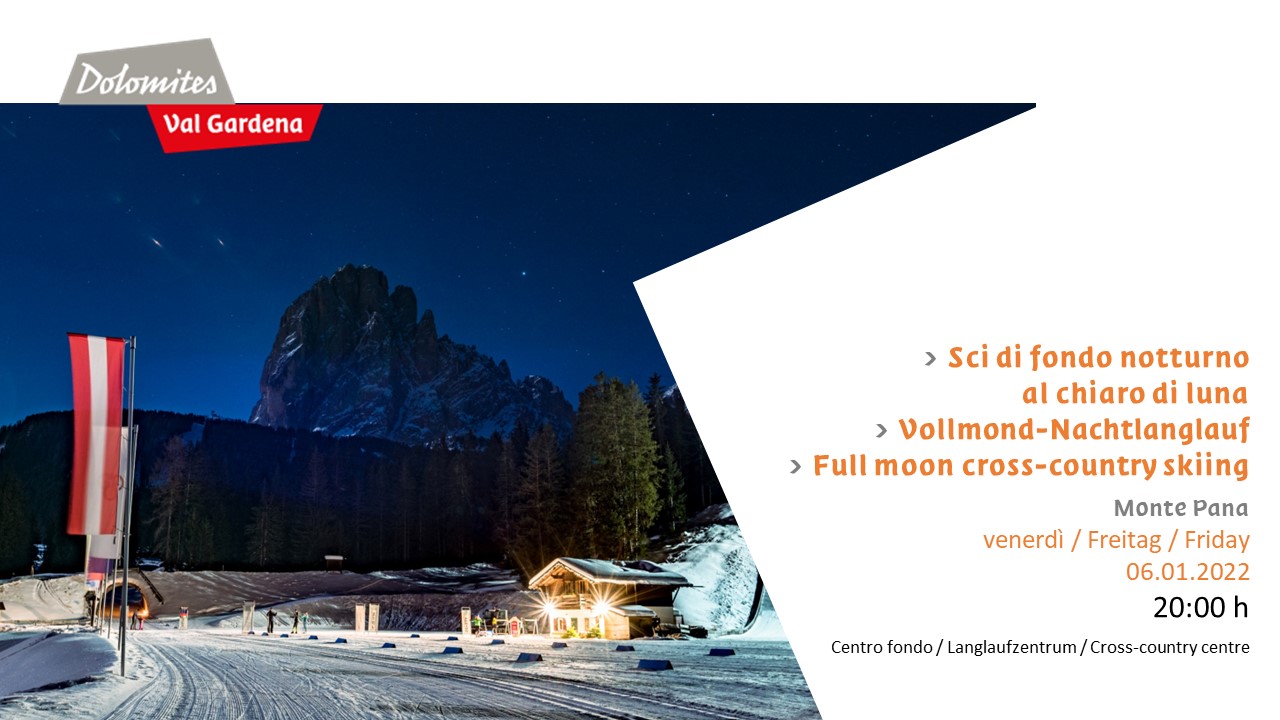 Dolomites
Val Gardena
› Sci di fondo notturno
al chiaro di luna
› Vollmond-Nachtlanglauf
› Full moon cross-country skiing
Monte Pana
venerdì / Freitag / Friday
06.01.2022
20:00 h
Centro fondo / Langlaufzentrum / Cross-country centre